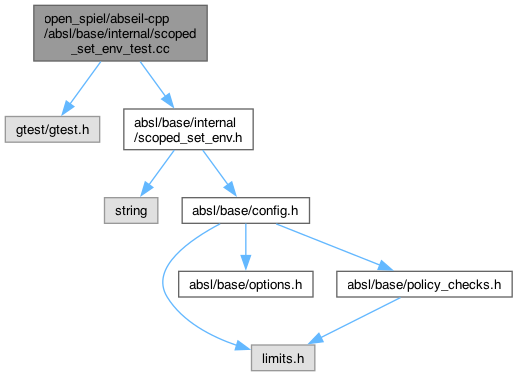 open_spiel/abseil-cpp
/absl/base/internal/scoped
_set_env_test.cc
gtest/gtest.h
absl/base/internal
/scoped_set_env.h
string
absl/base/config.h
absl/base/options.h
absl/base/policy_checks.h
limits.h